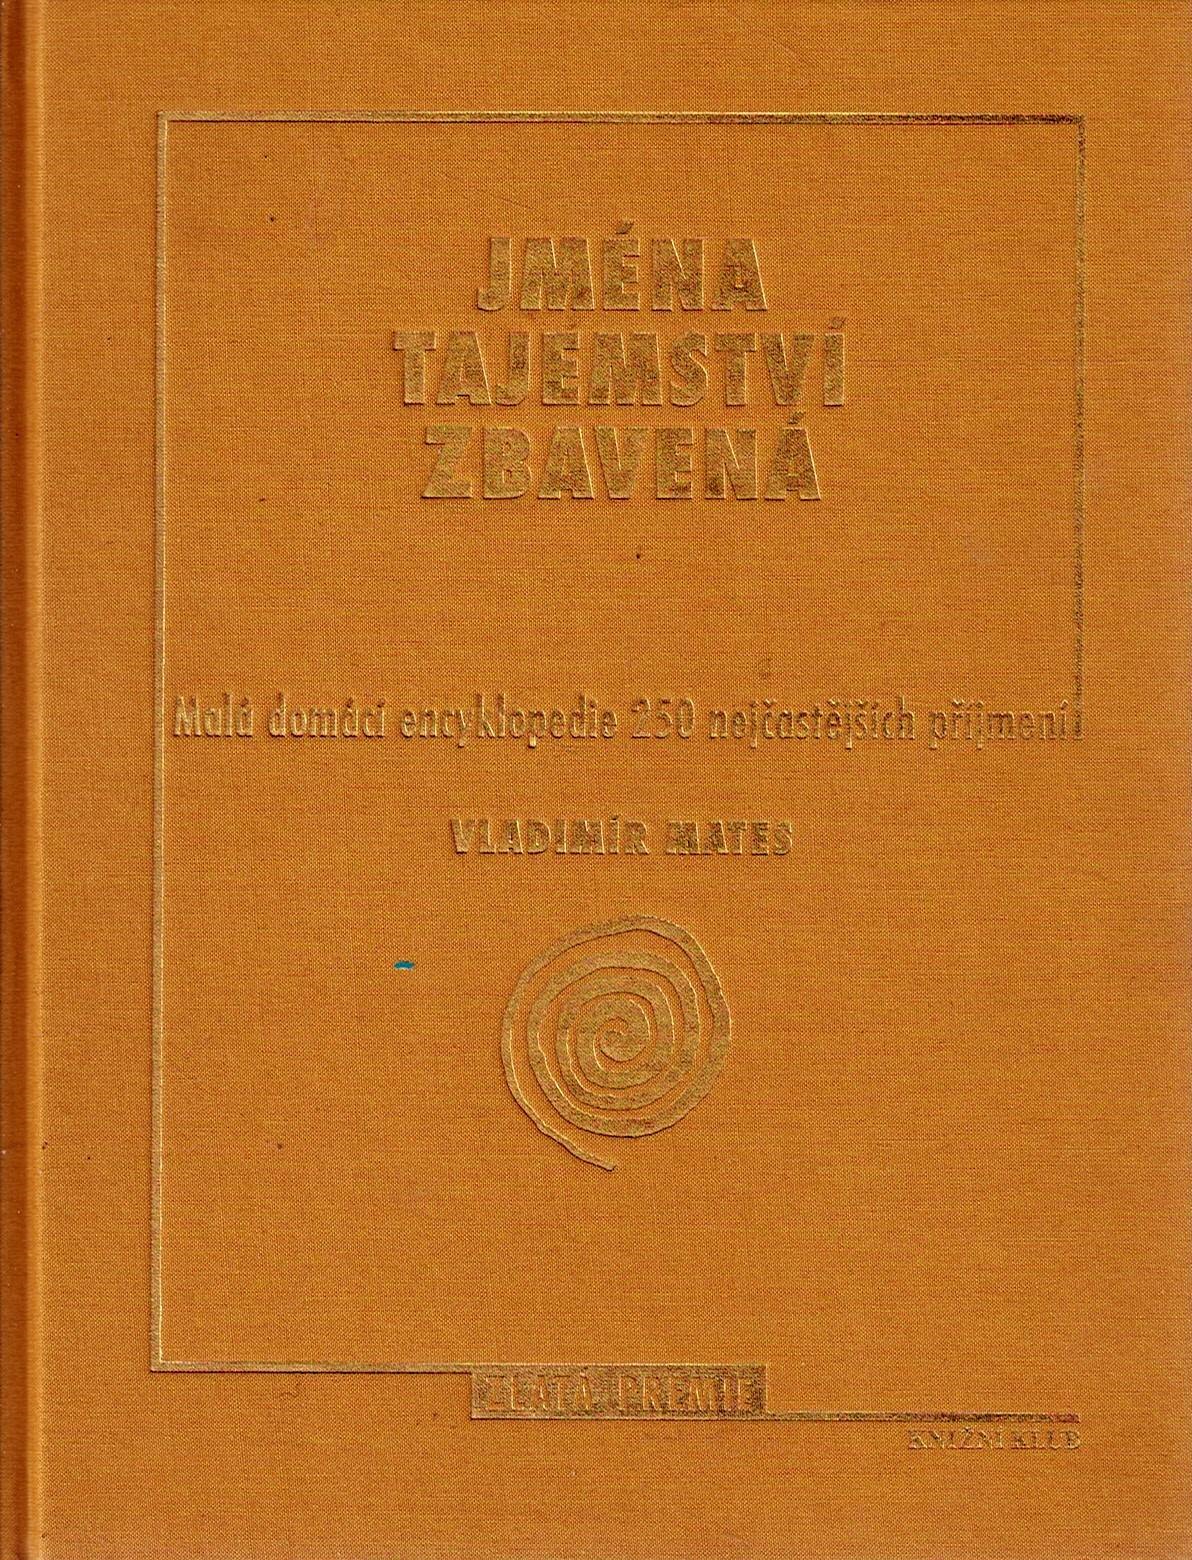 JMÉNA
TAJEMSTVÍ
ZBAVENÁ
Malá domácí encyklopedie 250 nejčastějších příjmení
VLADIMÍR MATES
ZLATÁ PRÉMIE
KNIŽNÍ KLUB